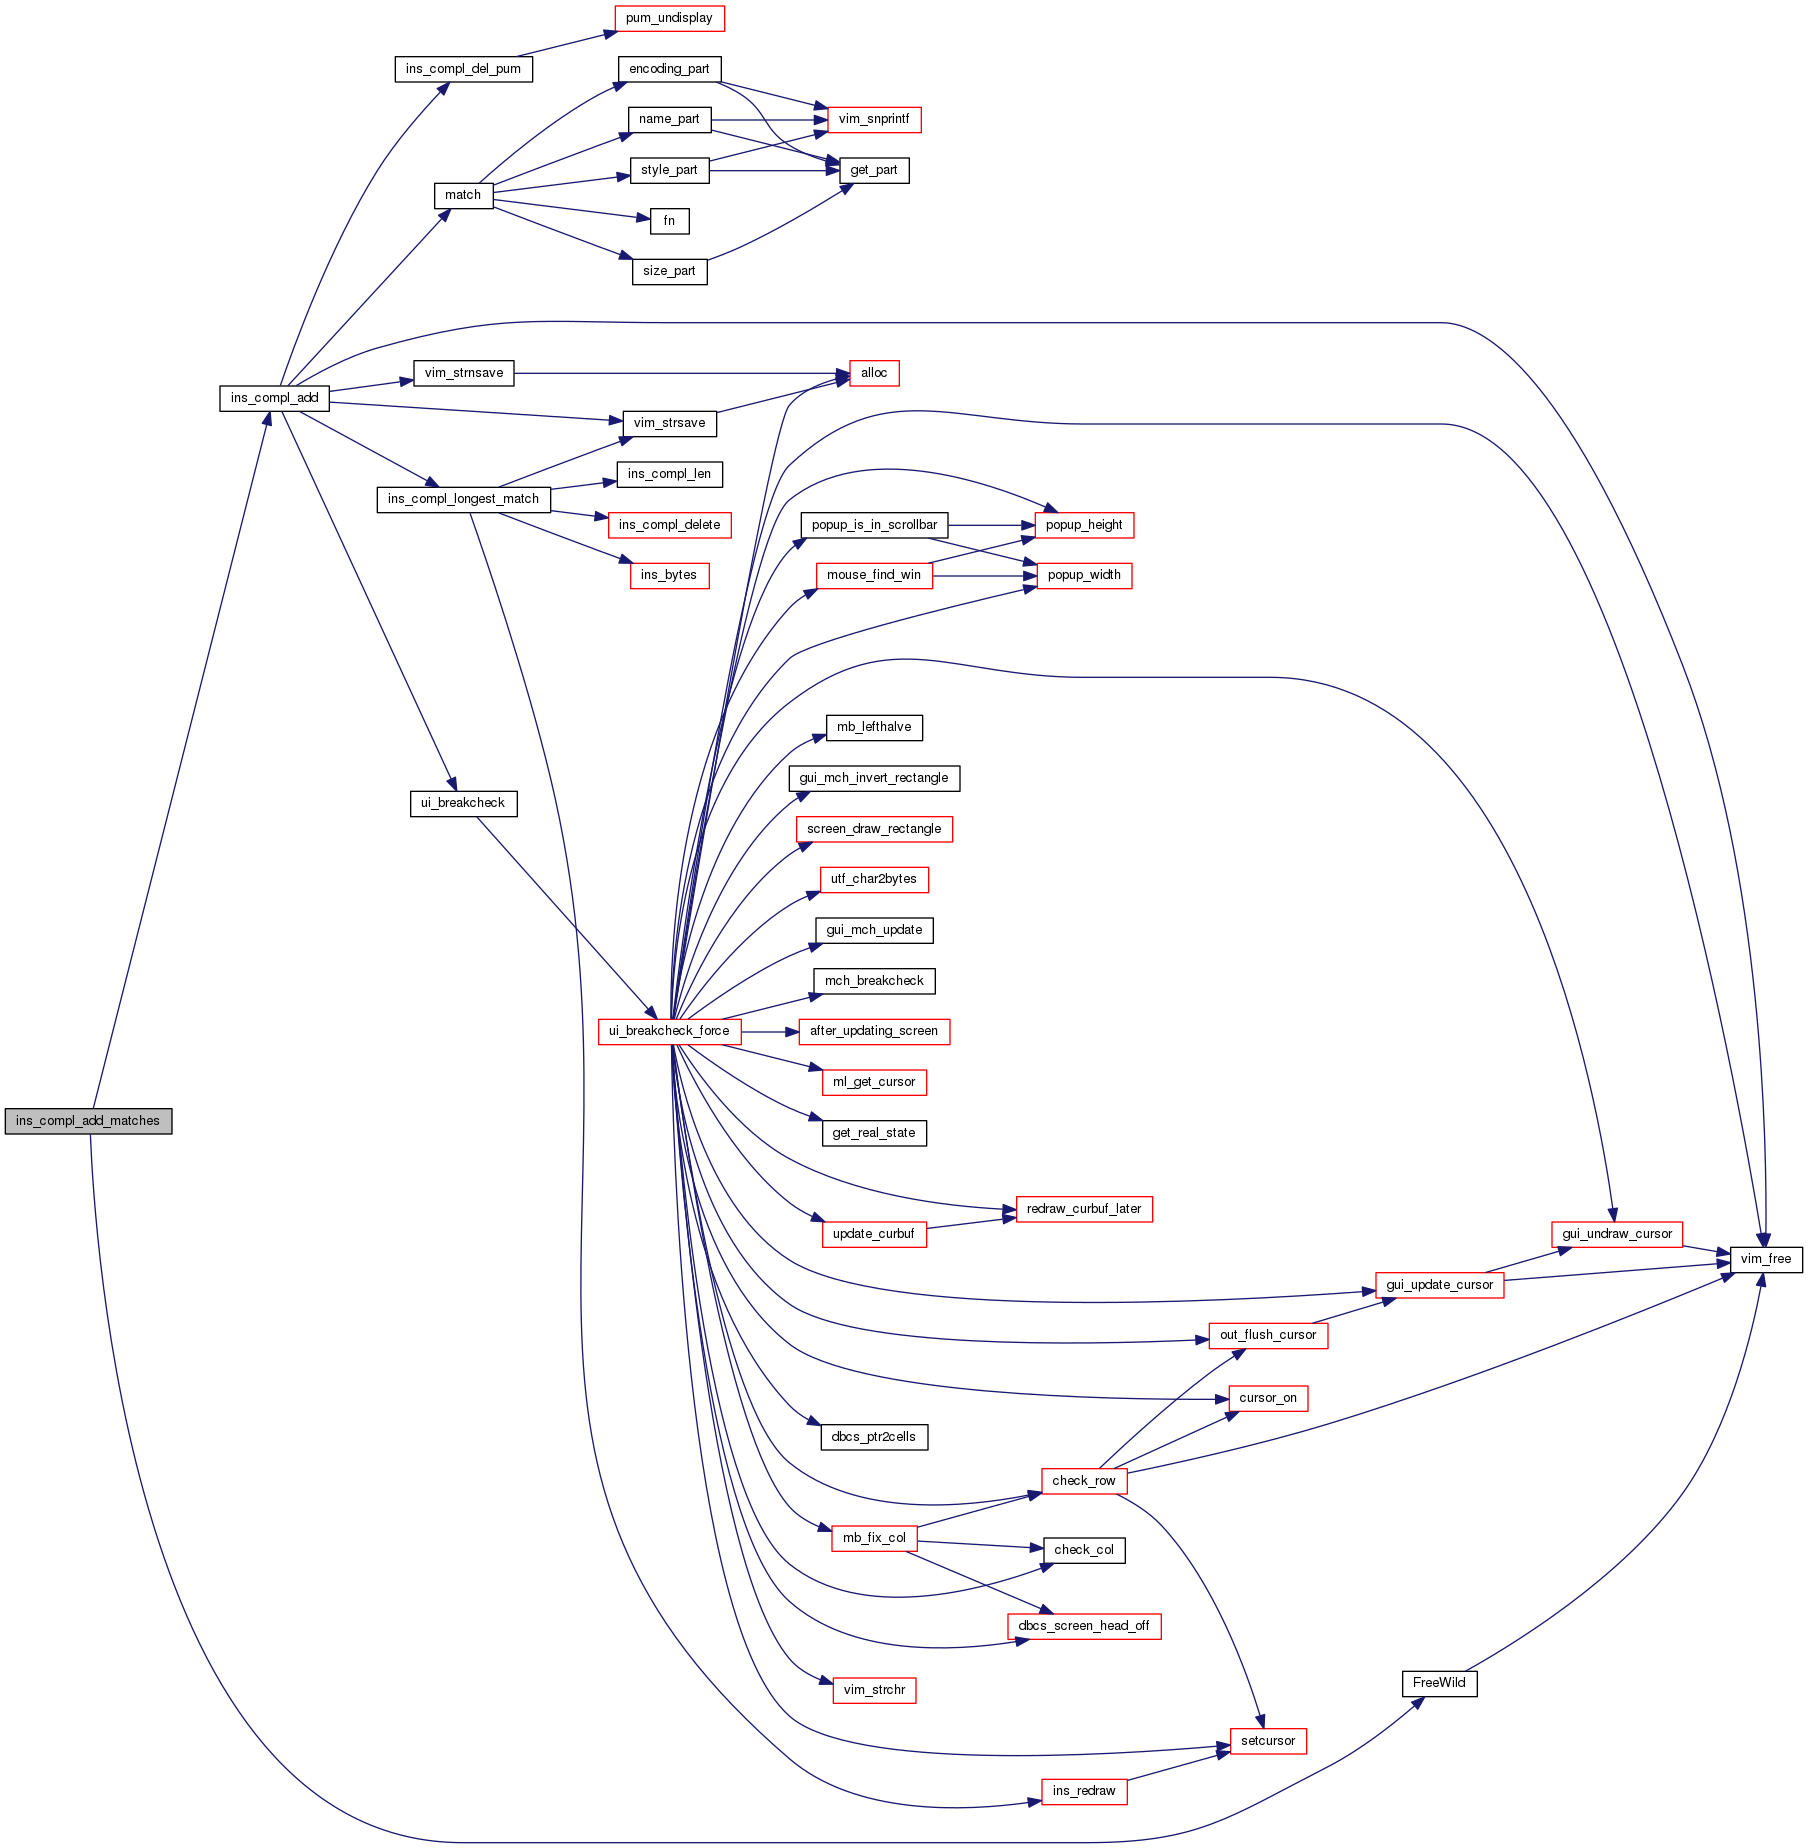 pum_undisplay
ins_compl_del_pum
encoding_part
name_part
vim_snprintf
style_part
get_part
match
fn
size_part
ins_compl_add
vim_strnsave
alloc
vim_strsave
ins_compl_len
ins_compl_longest_match
ins_compl_delete
popup_is_in_scrollbar
popup_height
ins_bytes
mouse_find_win
popup_width
mb_lefthalve
gui_mch_invert_rectangle
ui_breakcheck
screen_draw_rectangle
utf_char2bytes
gui_mch_update
mch_breakcheck
ui_breakcheck_force
after_updating_screen
ml_get_cursor
ins_compl_add_matches
get_real_state
redraw_curbuf_later
update_curbuf
gui_undraw_cursor
vim_free
gui_update_cursor
out_flush_cursor
cursor_on
dbcs_ptr2cells
check_row
mb_fix_col
check_col
dbcs_screen_head_off
vim_strchr
FreeWild
setcursor
ins_redraw